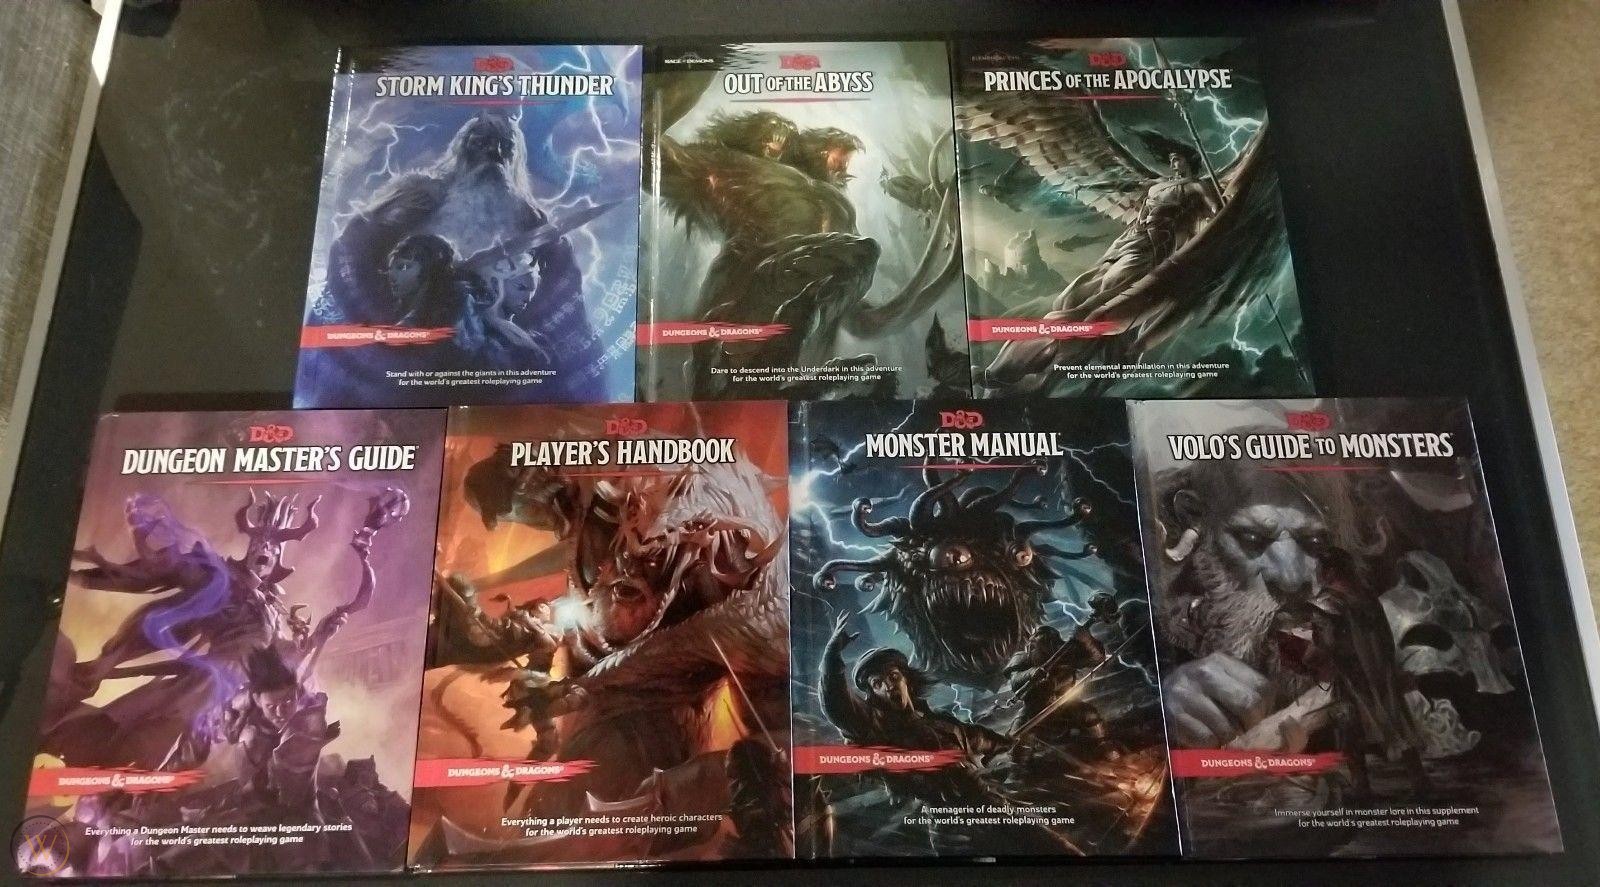 D&D
STORM KING'S THUNDER
DUNGEONS & DRAGONS®
Stand with or against the giants in this adventure
for the world's greatest roleplaying game
RAGE OF DEMONS
D&D
OUT OF THE ABYSS
DUNGEONS & DRAGONS®
Dare to descend into the Underdark in this adventure
for the world's greatest roleplaying game
ELEMENTAL EVIL
D&D
PRINCES OF THE APOCALYPSE
DUNGEONS & DRAGONS®
Prevent elemental annihilation in this adventure
for the world's greatest roleplaying game
D&D
DUNGEON MASTER'S GUIDE
DUNGEONS & DRAGONS®
Everything a Dungeon Master needs to weave legendary stories
for the world's greatest roleplaying game
D&D
PLAYER'S HANDBOOK
DUNGEONS & DRAGONS®
Everything a player needs to create heroic characters
for the world's greatest roleplaying game
D&D
MONSTER MANUAL
DUNGEONS & DRAGONS®
A menagerie of deadly monsters
for the world's greatest roleplaying game
D&D
VOLO'S GUIDE TO MONSTERS
DUNGEONS & DRAGONS®
Immerse yourself in monster lore in this supplement
for the world's greatest roleplaying game
W